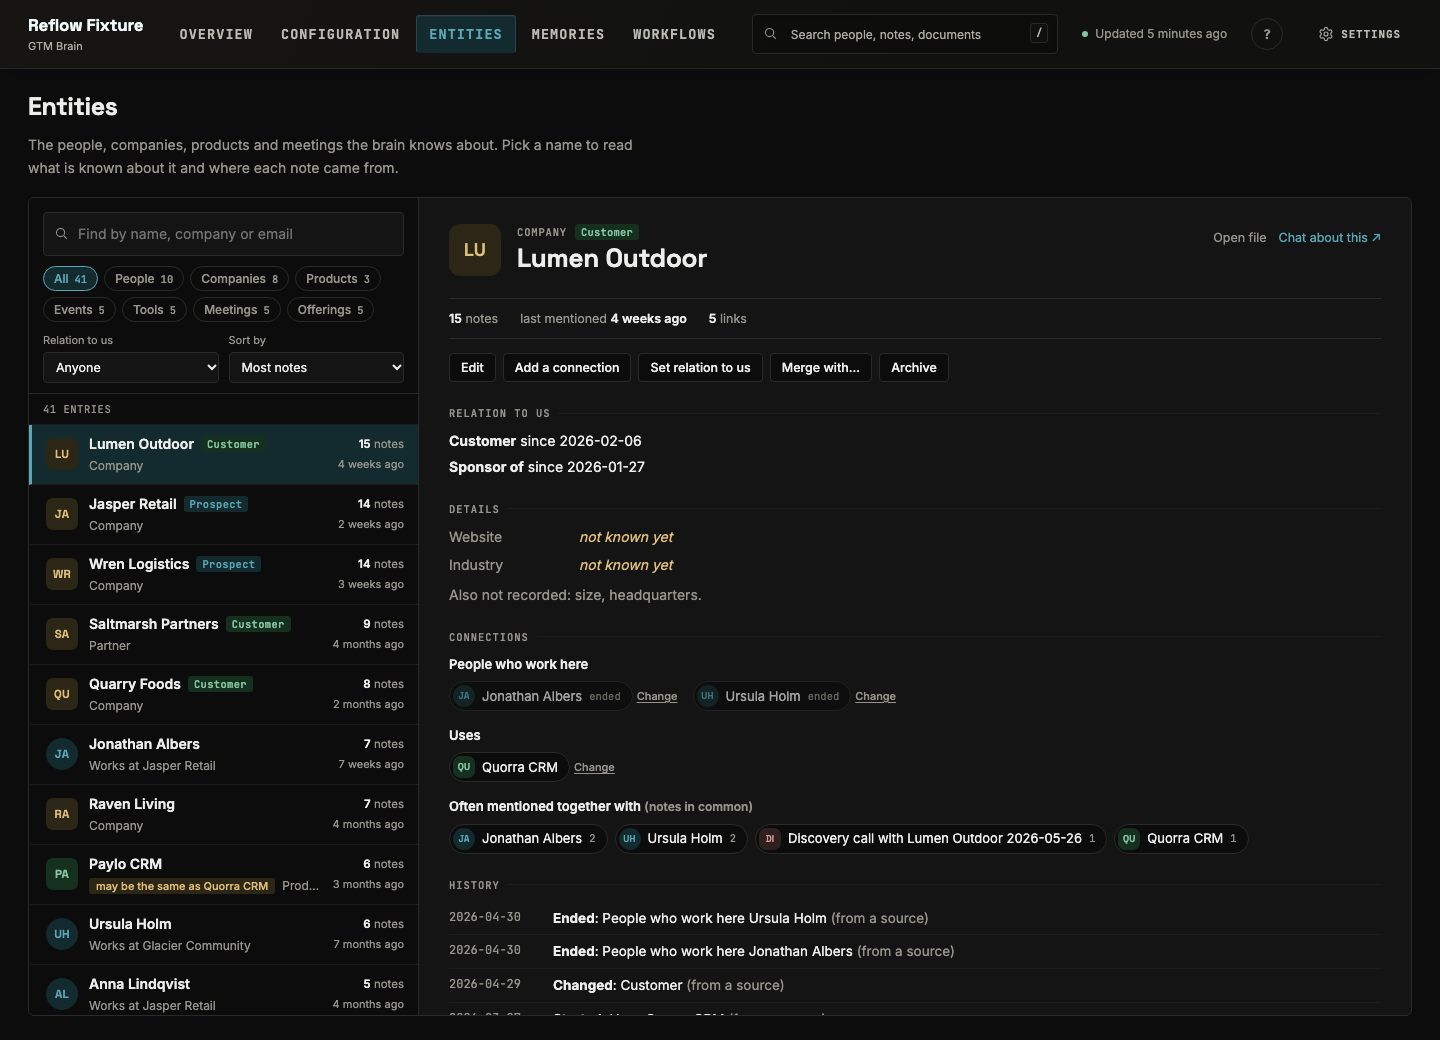 Reflow Fixture
GTM Brain
OVERVIEW CONFIGURATION ENTITIES MEMORIES WORKFLOWS
Search people, notes, documents /
Updated 5 minutes ago
?
SETTINGS
Entities
The people, companies, products and meetings the brain knows about. Pick a name to read
what is known about it and where each note came from.
Find by name, company or email
All 41 People 10 Companies 8 Products 3
Events 5 Tools 5 Meetings 5 Offerings 5
Relation to us Sort by
Anyone Most notes
41 ENTRIES
LU Lumen Outdoor Customer 15 notes
Company 4 weeks ago
JA Jasper Retail Prospect 14 notes
Company 2 weeks ago
WR Wren Logistics Prospect 14 notes
Company 3 weeks ago
SA Saltmarsh Partners Customer 9 notes
Partner 4 months ago
QU Quarry Foods Customer 8 notes
Company 2 months ago
JA Jonathan Albers 7 notes
Works at Jasper Retail 7 weeks ago
RA Raven Living 7 notes
Company 4 months ago
PA Paylo CRM 6 notes
may be the same as Quorra CRM Prod... 3 months ago
UH Ursula Holm 6 notes
Works at Glacier Community 7 months ago
AL Anna Lindqvist 5 notes
Works at Jasper Retail 4 months ago
LU
COMPANY Customer
Lumen Outdoor
Open file Chat about this ↗
15 notes last mentioned 4 weeks ago 5 links
Edit Add a connection Set relation to us Merge with... Archive
RELATION TO US
Customer since 2026-02-06
Sponsor of since 2026-01-27
DETAILS
Website not known yet
Industry not known yet
Also not recorded: size, headquarters.
CONNECTIONS
People who work here
JA Jonathan Albers ended Change UH Ursula Holm ended Change
Uses
QU Quorra CRM Change
Often mentioned together with (notes in common)
JA Jonathan Albers 2 UH Ursula Holm 2 DI Discovery call with Lumen Outdoor 2026-05-26 1 QU Quorra CRM 1
HISTORY
2026-04-30 Ended: People who work here Ursula Holm (from a source)
2026-04-30 Ended: People who work here Jonathan Albers (from a source)
2026-04-29 Changed: Customer (from a source)